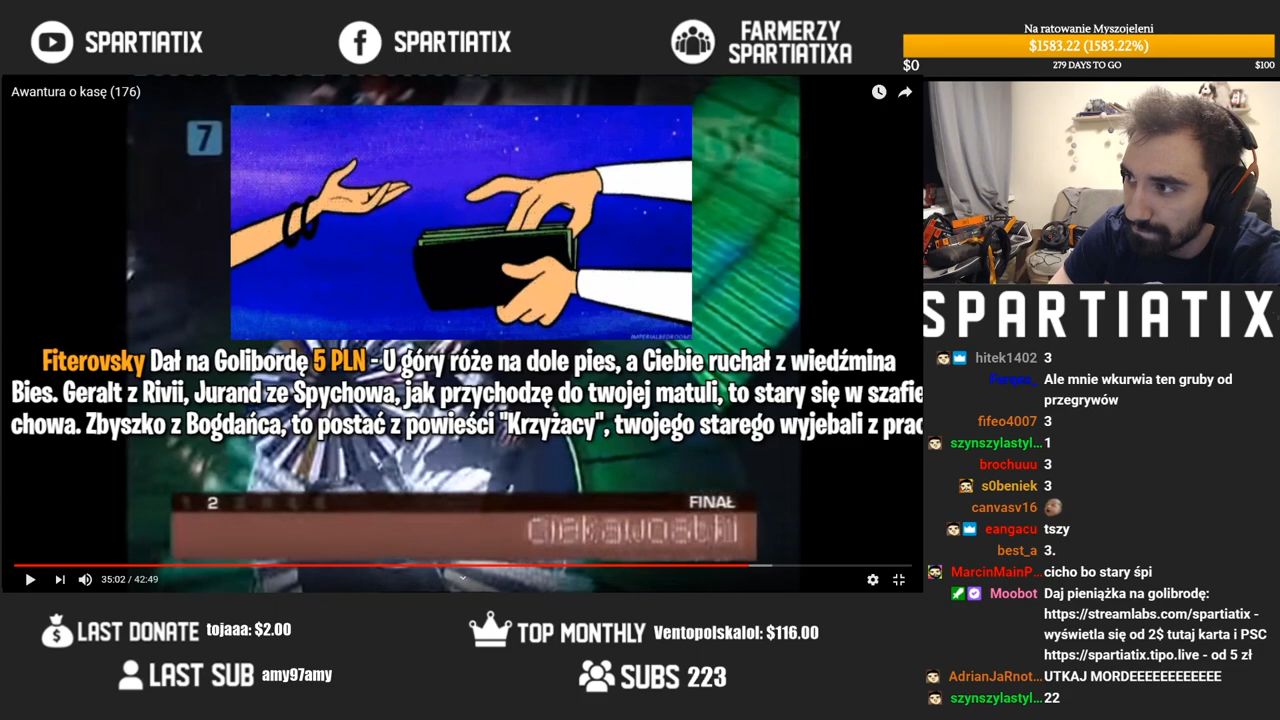 SPARTIATIX
SPARTIATIX
FARMERZY
SPARTIATIXA
Na ratowanie Myszojeleni
$1583.22 (1583.22%)
$0
279 DAYS TO GO
$100
Awantura o kasę (176)
7
Fiterovsky Dał na Golibordę 5 PLN - U góry róże na dole pies, a Ciebie ruchał z wiedźmina
Bies. Geralt z Rivii, Jurand ze Spychowa, jak przychodzę do twojej matuli, to stary się w szafie
chowa. Zbyszko z Bogdańca, to postać z powieści "Krzyżacy", twojego starego wyjebali z prac
2
FINAŁ
ciekawostki
35:02 / 42:49
SPARTIATIX
hitek1402 3
Ale mnie wkurwia ten gruby od
przegrywów
fifeo4007 3
szynszylastyl... 1
brochuuu 3
s0beniek 3
canvasv16
eangacu tszy
best_a 3.
MarcinMainP... cicho bo stary śpi
Moobot Daj pieniążka na golibrodę:
https://streamlabs.com/spartiatix -
wyświetla się od 2$ tutaj karta i PSC
https://spartiatix.tipo.live - od 5 zł
AdrianJaRnot... UTKAJ MORDEEEEEEEEEEEE
szynszylastyl... 22
LAST DONATE tojaaa: $2.00
TOP MONTHLY Ventopolskalol: $116.00
LAST SUB amy97amy
SUBS 223